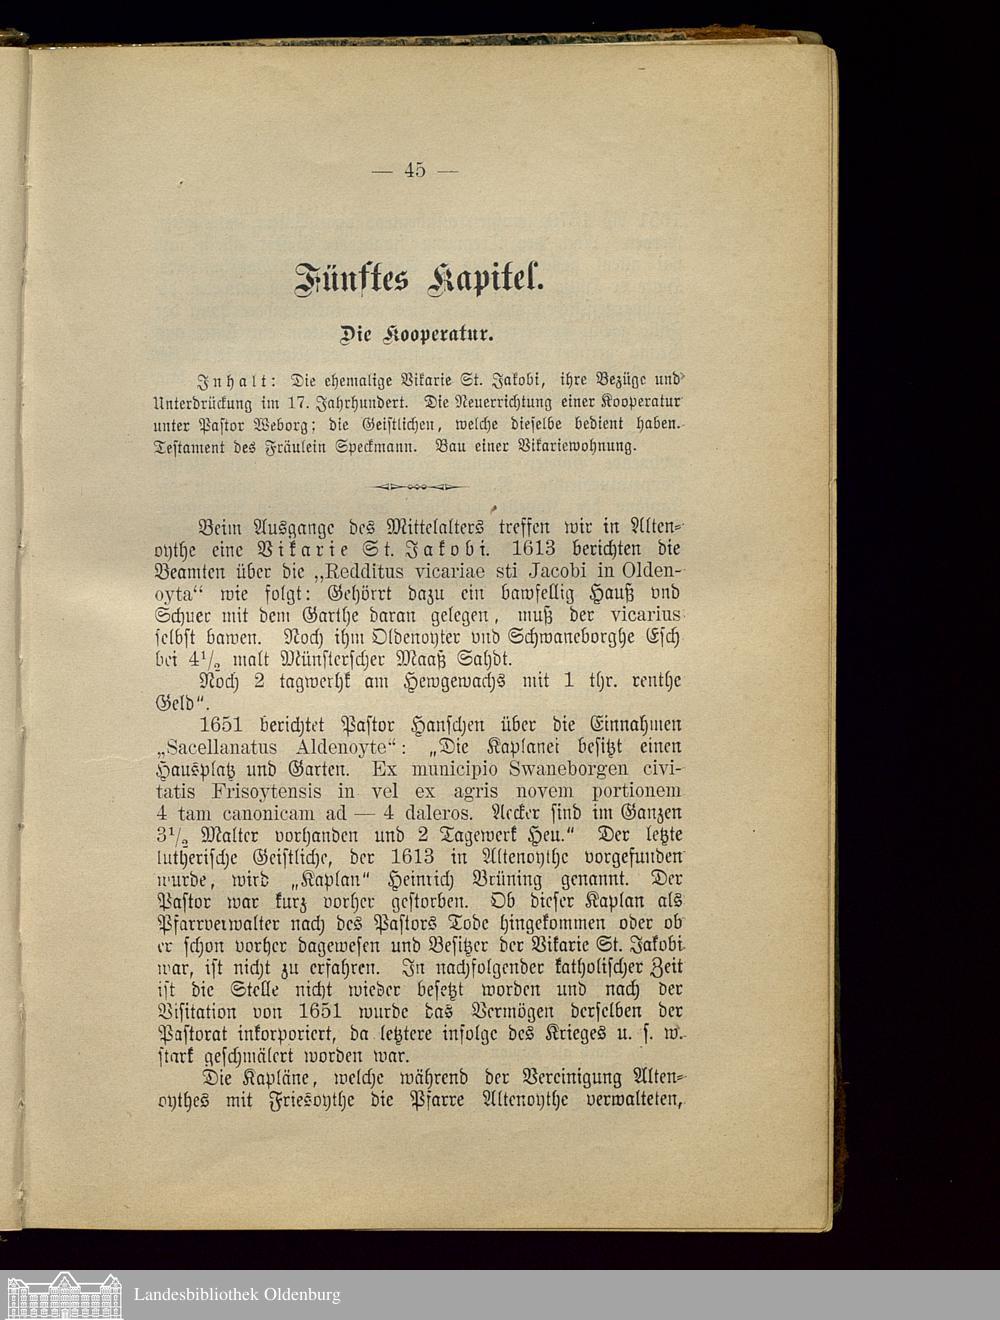 — 45 —
Fünftes Kapitel.
Die Kooperatur.
Inhalt: Die ehemalige Vikarie St. Jakobi, ihre Bezüge und
Unterdrückung im 17. Jahrhundert. Die Neuerrichtung einer Kooperatur
unter Pastor Weborg; die Geistlichen, welche dieselbe bedient haben.
Testament des Fräulein Speckmann. Bau einer Vikariewohnung.
Beim Ausgange des Mittelalters treffen wir in Alten-
oythe eine Vikarie St. Jakobi. 1613 berichten die
Beamten über die „Redditus vicariae sti Jacobi in Olden-
oyta“ wie folgt: Gehörrt dazu ein bawfellig Hauß vnd
Schuer mit dem Garthe daran gelegen, muß der vicarius
selbst bawen. Noch ihm Oldenoyter vnd Schwaneborghe Esch
bei 4½ malt Münsterscher Maaß Sahdt.
Noch 2 tagwerhk am Hewgewachs mit 1 thr. renthe
Geld“.
1651 berichtet Pastor Hanschen über die Einnahmen
„Sacellanatus Aldenoyte“: „Die Kaplanei besitzt einen
Hausplatz und Garten. Ex municipio Swaneborgen civi-
tatis Frisoytensis in vel ex agris novem portionem
4 tam canonicam ad — 4 daleros. Aecker sind im Ganzen
3½ Malter vorhanden und 2 Tagewerk Heu.“ Der letzte
lutherische Geistliche, der 1613 in Altenoythe vorgefunden
wurde, wird „Kaplan“ Heinrich Brüning genannt. Der
Pastor war kurz vorher gestorben. Ob dieser Kaplan als
Pfarrverwalter nach des Pastors Tode hingekommen oder ob
er schon vorher dagewesen und Besitzer der Vikarie St. Jakobi
war, ist nicht zu erfahren. In nachfolgender katholischer Zeit
ist die Stelle nicht wieder besetzt worden und nach der
Visitation von 1651 wurde das Vermögen derselben der
Pastorat inkorporiert, da letztere infolge des Krieges u. s. w.
stark geschmälert worden war.
Die Kapläne, welche während der Vereinigung Alten-
oythes mit Friesoythe die Pfarre Altenoythe verwalteten,
Landesbibliothek Oldenburg